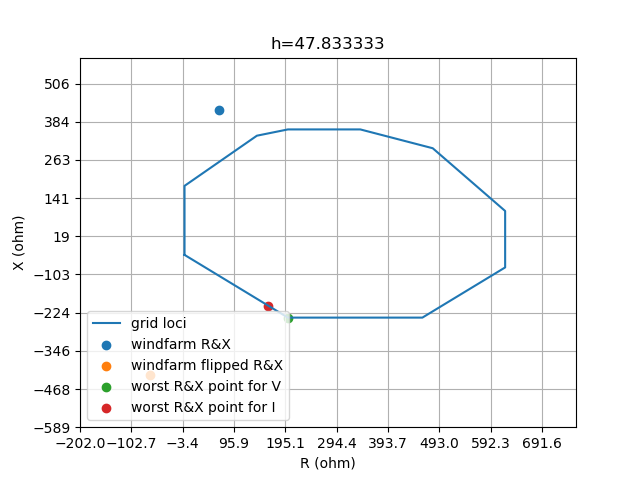 h=47.833333
506
384
263
141
19
−103
−224
−346
−468
−589
X (ohm)
grid loci
windfarm R&X
windfarm flipped R&X
worst R&X point for V
worst R&X point for I
−202.0 −102.7 −3.4 95.9 195.1 294.4 393.7 493.0 592.3 691.6
R (ohm)